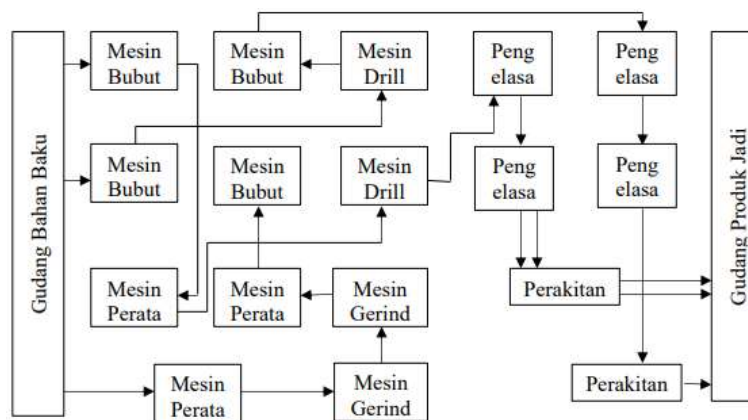 Gudang Bahan Baku
Mesin
Bubut
Mesin
Bubut
Mesin
Drill
Peng
elasa
Peng
elasa
Gudang Produk Jadi
Mesin
Bubut
Mesin
Bubut
Mesin
Drill
Peng
elasa
Peng
elasa
Mesin
Perata
Mesin
Perata
Mesin
Gerind
Perakitan
Mesin
Perata
Mesin
Gerind
Perakitan